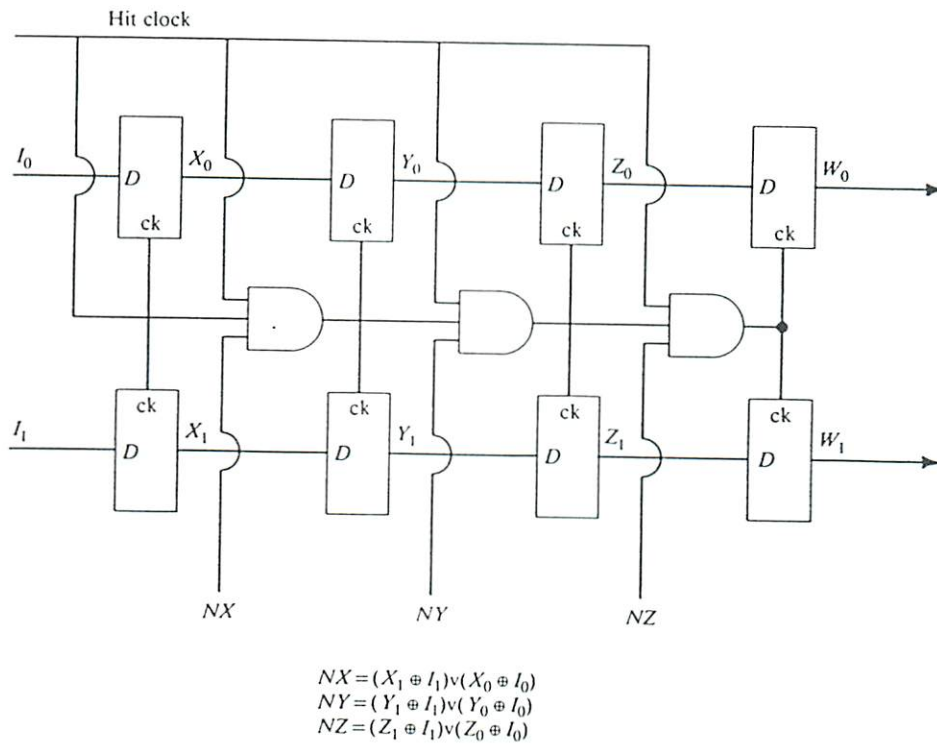 Hit clock
I₀ D X₀ D Y₀ D Z₀ D W₀
ck ck ck ck
ck ck ck ck
I₁ D X₁ D Y₁ D Z₁ D W₁
NX NY NZ
NX = (X₁ ⊕ I₁)v(X₀ ⊕ I₀)
NY = (Y₁ ⊕ I₁)v(Y₀ ⊕ I₀)
NZ = (Z₁ ⊕ I₁)v(Z₀ ⊕ I₀)